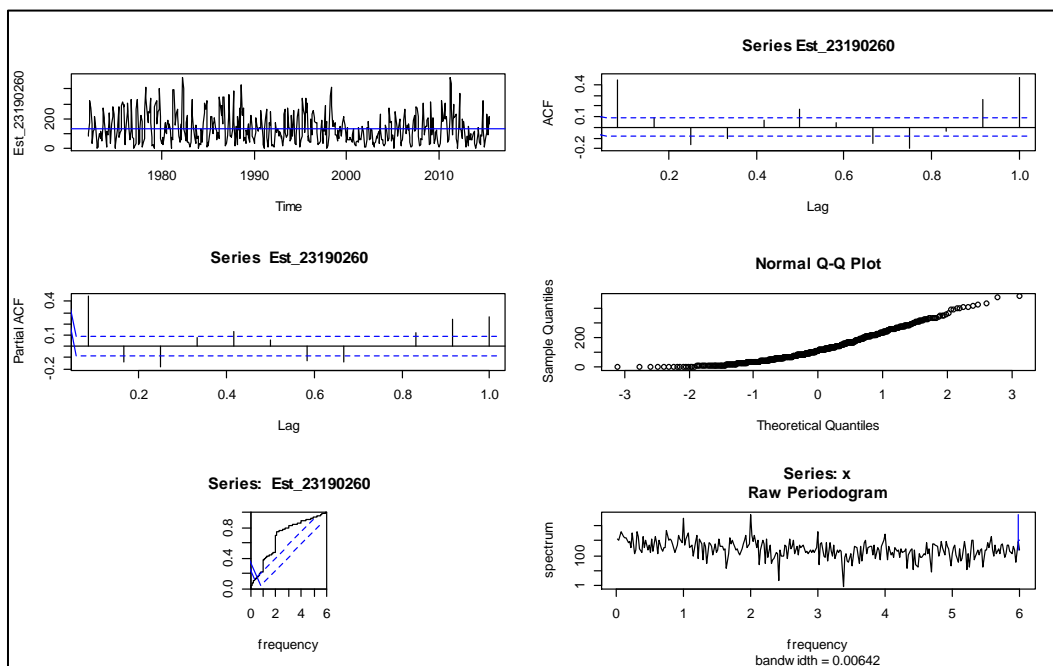 Est_23190260
0
200
1980
1990
2000
2010
Time
Series Est_23190260
ACF
-0.2
0.1
0.4
0.2
0.4
0.6
0.8
1.0
Lag
Series Est_23190260
Partial ACF
-0.2
0.1
0.4
0.2
0.4
0.6
0.8
1.0
Lag
Normal Q-Q Plot
Sample Quantiles
0
200
-3
-2
-1
0
1
2
3
Theoretical Quantiles
Series: Est_23190260
0.0
0.4
0.8
0
2
4
6
frequency
Series: x
Raw Periodogram
spectrum
1
100
0
1
2
3
4
5
6
frequency
bandwidth = 0.00642